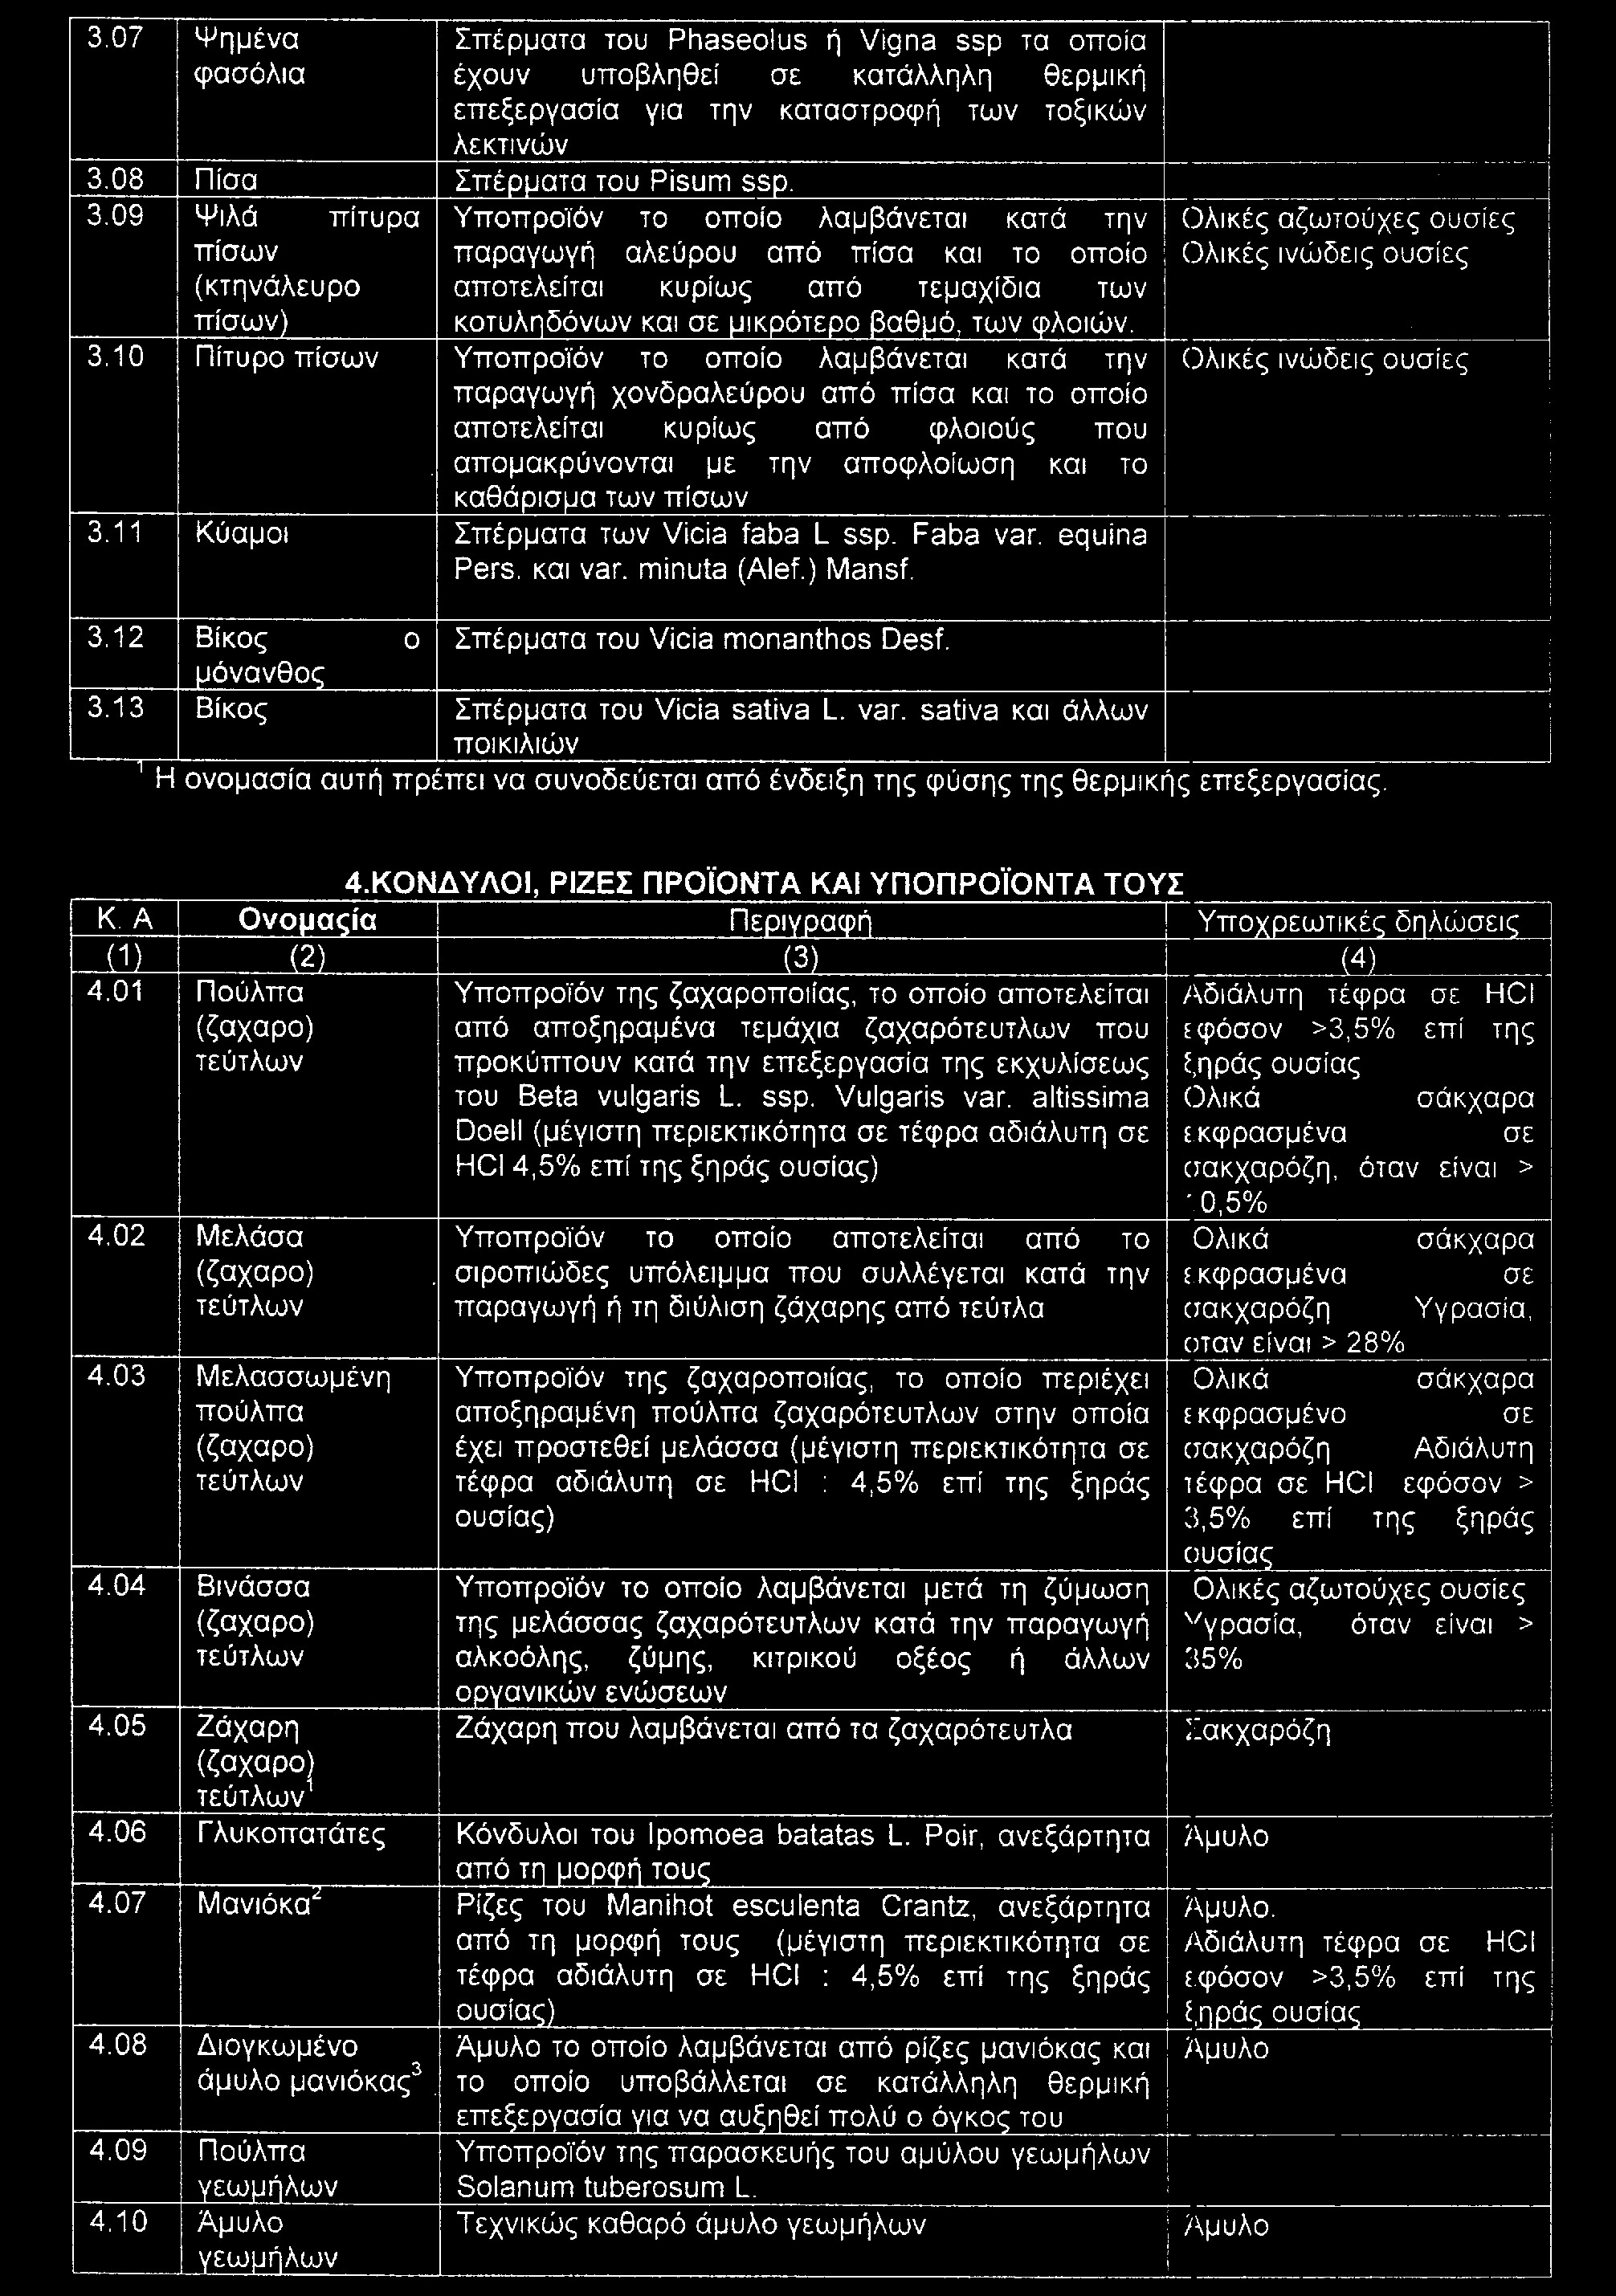 3.07 Ψημένα φασόλια Σπέρματα του Phaseolus ή Vigna ssp τα οποία
έχουν υποβληθεί σε κατάλληλη θερμική
επεξεργασία για την καταστροφή των τοξικών
λεκτινών
3.08 Πίσα Σπέρματα του Pisum ssp.
3.09 Ψιλά πίτυρα Υποπροϊόν το οποίο λαμβάνεται κατά την Ολικές αζωτούχες ουσίες
πίσων παραγωγή αλεύρου από πίσα και το οποίο Ολικές ινώδεις ουσίες
(κτηνάλευρο αποτελείται κυρίως από τεμαχίδια των
πίσων) κοτυληδόνων και σε μικρότερο βαθμό, των φλοιών.
3.10 Πίτυρο πίσων Υποπροϊόν το οποίο λαμβάνεται κατά την Ολικές ινώδεις ουσίες
παραγωγή χονδραλεύρου από πίσα και το οποίο
αποτελείται κυρίως από φλοιούς που
απομακρύνονται με την αποφλοίωση και το
καθάρισμα των πίσων
3.11 Κύαμοι Σπέρματα των Vicia faba L ssp. Faba var. equina
Pers. και var. minuta (Alef.) Mansf.
3.12 Βίκος ο Σπέρματα του Vicia monanthos Desf.
μόνανθος
3.13 Βίκος Σπέρματα του Vicia sativa L. var. sativa και άλλων
ποικιλιών
1 Η ονομασία αυτή πρέπει να συνοδεύεται από ένδειξη της φύσης της θερμικής επεξεργασίας.
4.ΚΟΝΔΥΛΟΙ, ΡΙΖΕΣ ΠΡΟΪΟΝΤΑ ΚΑΙ ΥΠΟΠΡΟΪΟΝΤΑ ΤΟΥΣ
Κ. Α Ονομαςία Περιγραφή Υποχρεωτικές δηλώσεις
(1) (2) (3) (4)
4.01 Πούλπα Υποπροϊόν της ζαχαροποιίας, το οποίο αποτελείται Αδιάλυτη τέφρα σε HCl
(ζαχαρο) από αποξηραμένα τεμάχια ζαχαρότευτλων που εφόσον >3,5% επί της
τεύτλων προκύπτουν κατά την επεξεργασία της εκχυλίσεως ξηράς ουσίας
του Beta vulgaris L. ssp. Vulgaris var. altissima Ολικά σάκχαρα
Doell (μέγιστη περιεκτικότητα σε τέφρα αδιάλυτη σε εκφρασμένα σε
HCl 4,5% επί της ξηράς ουσίας) σακχαρόζη, όταν είναι >
0,5%
4.02 Μελάσα Υποπροϊόν το οποίο αποτελείται από το Ολικά σάκχαρα
(ζαχαρο) σιροπιώδες υπόλειμμα που συλλέγεται κατά την εκφρασμένα σε
τεύτλων παραγωγή ή τη διύλιση ζάχαρης από τεύτλα σακχαρόζη Υγρασία,
οταν είναι > 28%
4.03 Μελασσωμένη Υποπροϊόν της ζαχαροποιίας, το οποίο περιέχει Ολικά σάκχαρα
πούλπα αποξηραμένη πούλπα ζαχαρότευτλων στην οποία εκφρασμένο σε
(ζαχαρο) έχει προστεθεί μελάσσα (μέγιστη περιεκτικότητα σε σακχαρόζη Αδιάλυτη
τεύτλων τέφρα αδιάλυτη σε HCl : 4,5% επί της ξηράς τέφρα σε HCl εφόσον >
ουσίας) 3,5% επί της ξηράς
ουσίας
4.04 Βινάσσα Υποπροϊόν το οποίο λαμβάνεται μετά τη ζύμωση Ολικές αζωτούχες ουσίες
(ζαχαρο) της μελάσσας ζαχαρότευτλων κατά την παραγωγή Υγρασία, όταν είναι >
τεύτλων αλκοόλης, ζύμης, κιτρικού οξέος ή άλλων 35%
οργανικών ενώσεων
4.05 Ζάχαρη Ζάχαρη που λαμβάνεται από τα ζαχαρότευτλα Σακχαρόζη
(ζαχαρο)
τεύτλων1
4.06 Γλυκοπατάτες Κόνδυλοι του Ipomoea batatas L. Poir, ανεξάρτητα Άμυλο
από τη μορφή τους
4.07 Μανιόκα2 Ρίζες του Manihot esculenta Crantz, ανεξάρτητα Άμυλο.
από τη μορφή τους (μέγιστη περιεκτικότητα σε Αδιάλυτη τέφρα σε HCl
τέφρα αδιάλυτη σε HCl : 4,5% επί της ξηράς εφόσον >3,5% επί της
ουσίας) ξηράς ουσίας
4.08 Διογκωμένο Άμυλο το οποίο λαμβάνεται από ρίζες μανιόκας και Άμυλο
άμυλο μανιόκας3 το οποίο υποβάλλεται σε κατάλληλη θερμική
επεξεργασία για να αυξηθεί πολύ ο όγκος του
4.09 Πούλπα Υποπροϊόν της παρασκευής του αμύλου γεωμήλων
γεωμήλων Solanum tuberosum L.
4.10 Άμυλο Τεχνικώς καθαρό άμυλο γεωμήλων Άμυλο
γεωμήλων